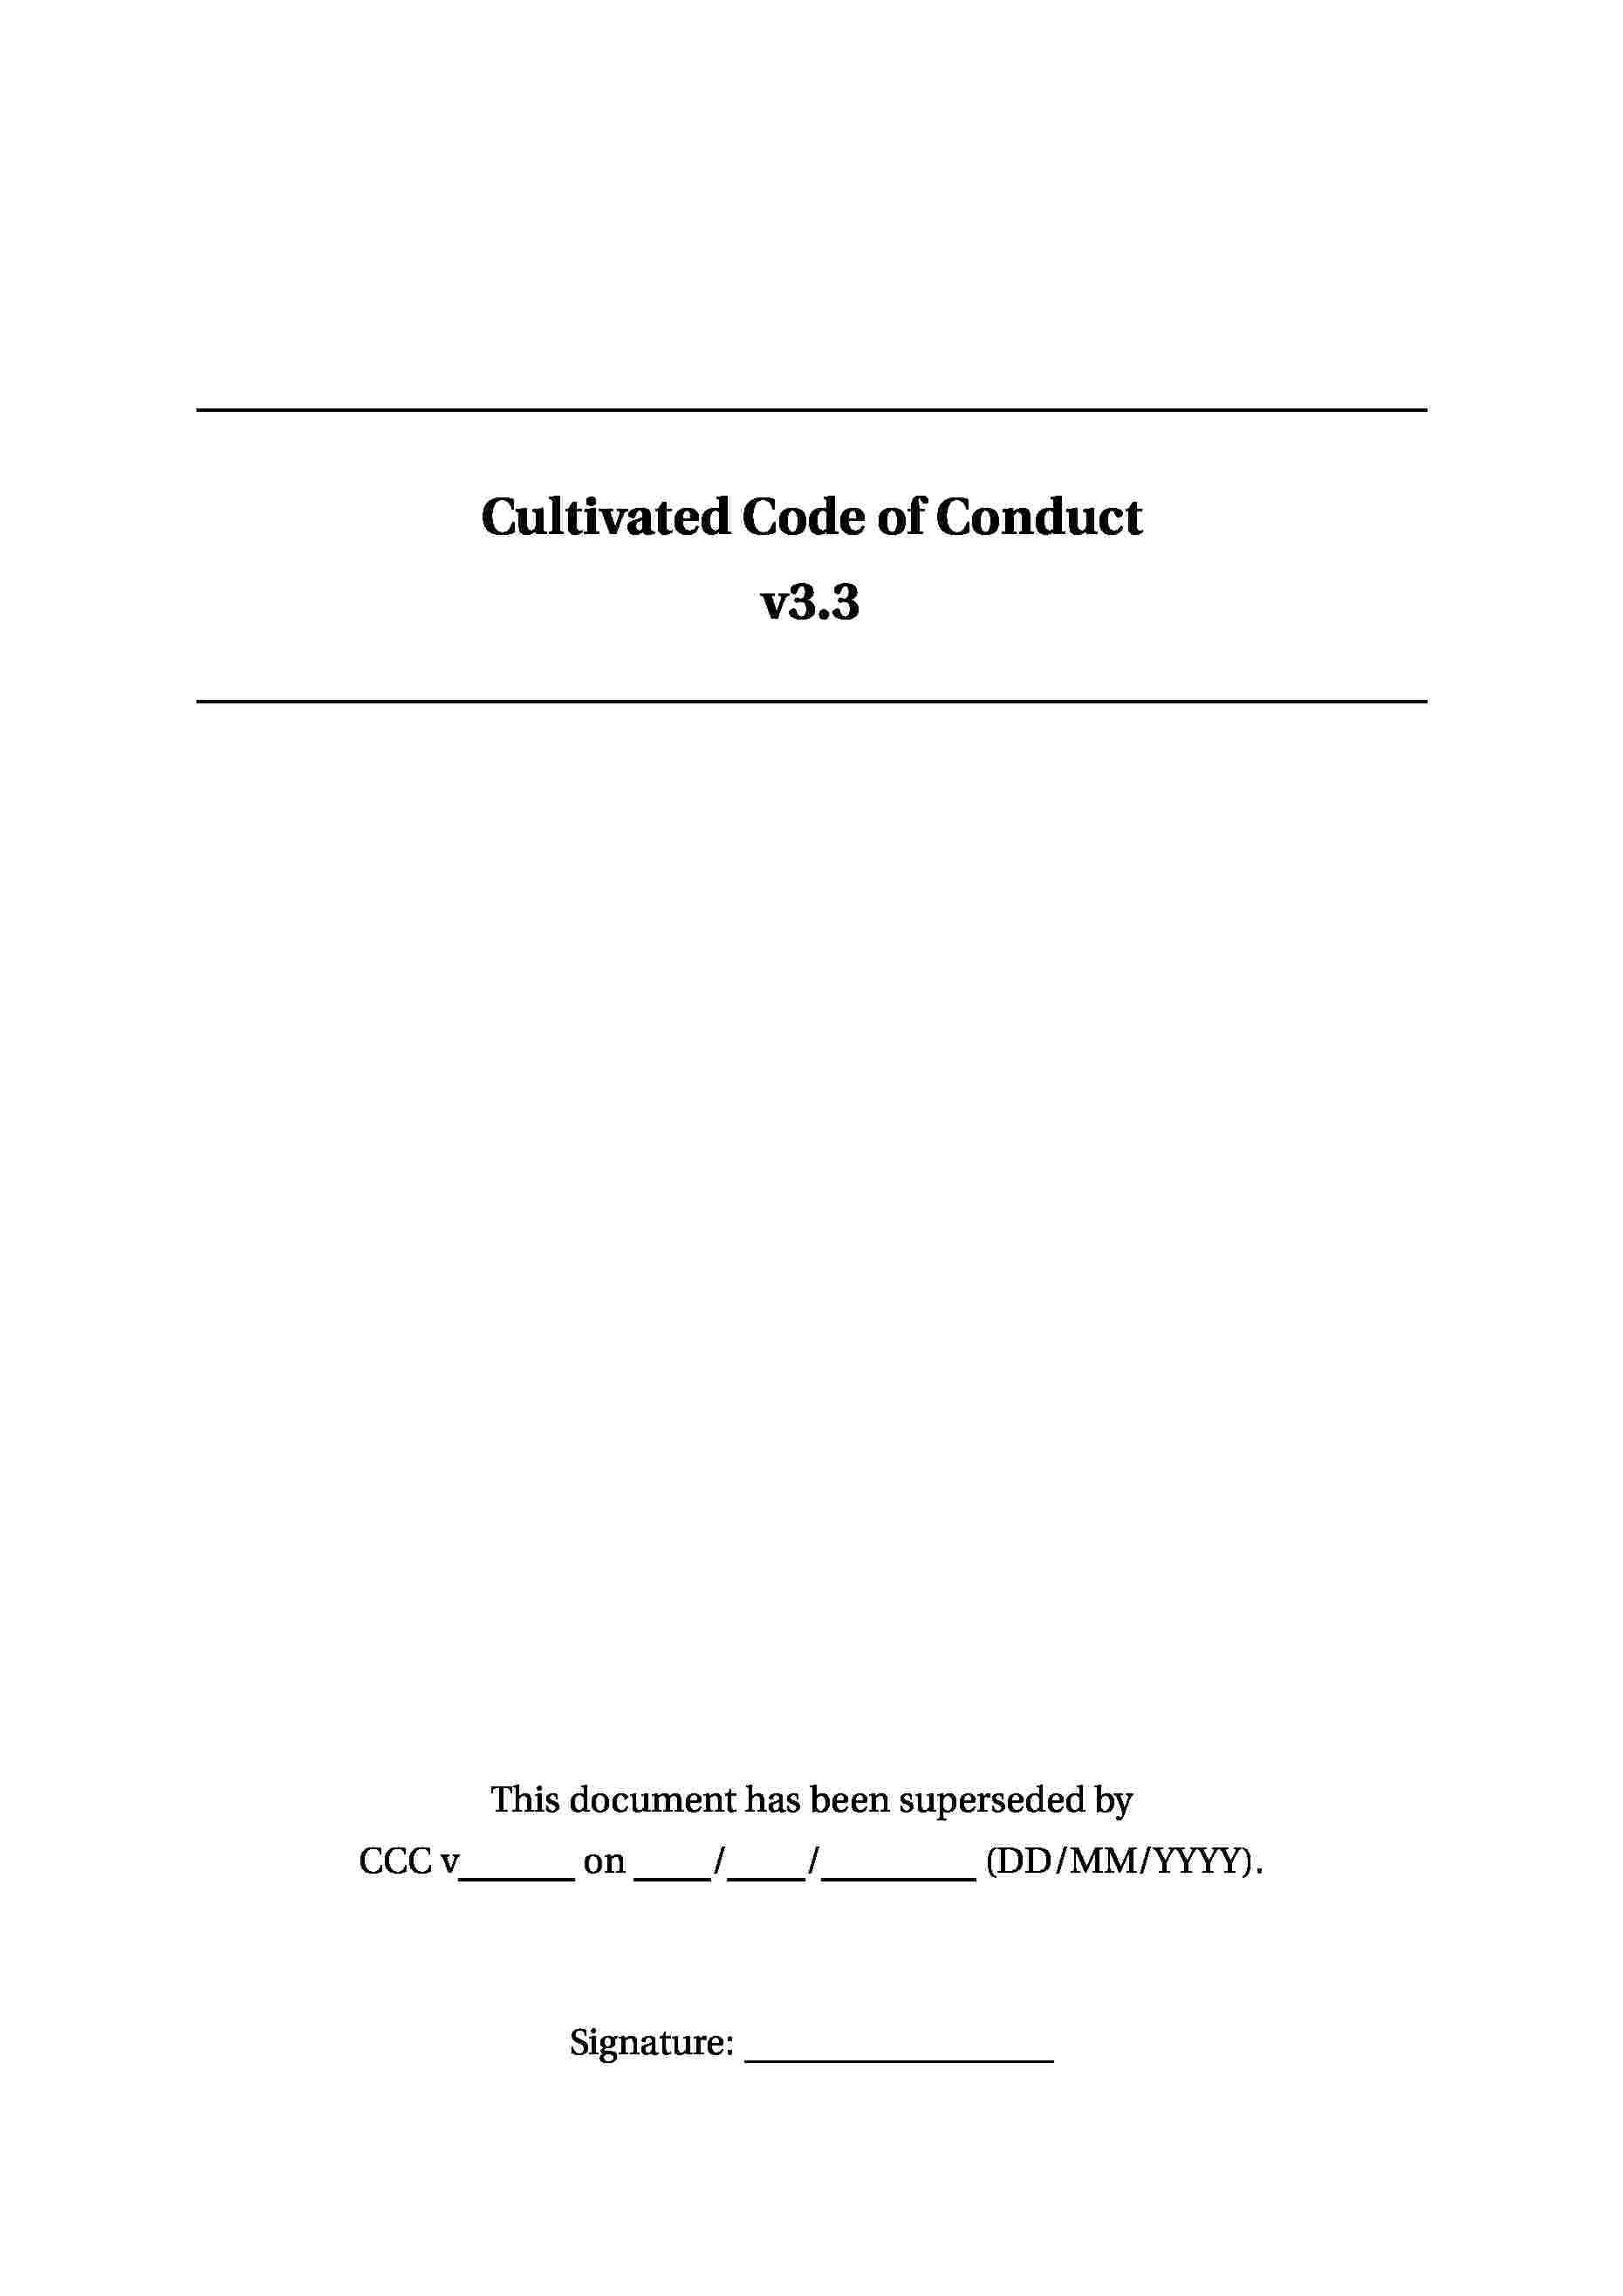 Cultivated Code of Conduct
v3.3
This document has been superseded by
CCC v______ on ____/____/________ (DD/MM/YYYY).
Signature: ________________